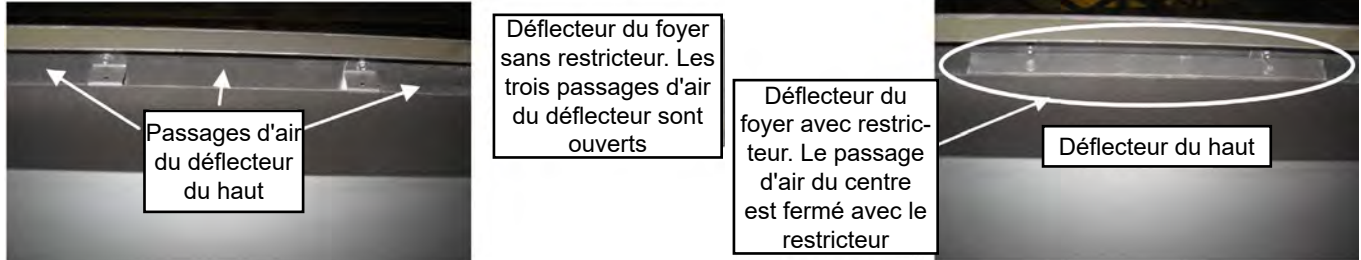 Passages d'air
du déflecteur
du haut
Déflecteur du foyer
sans restricteur. Les
trois passages d'air
du déflecteur sont
ouverts
Déflecteur du
foyer avec restric-
teur. Le passage
d'air du centre
est fermé avec le
restricteur
Déflecteur du haut